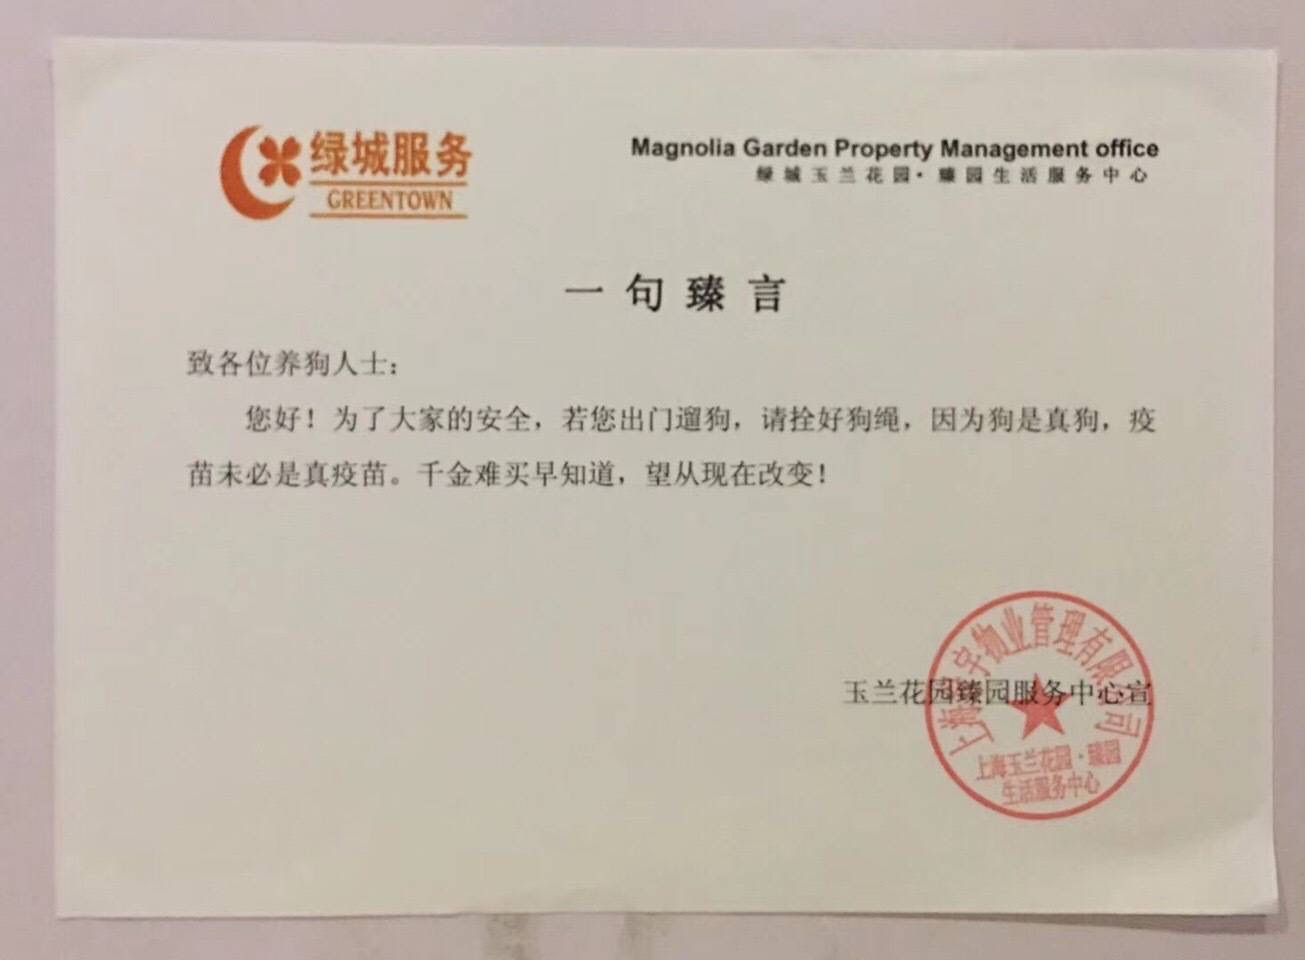 绿城服务
GREENTOWN
Magnolia Garden Property Management office
绿城玉兰花园·臻园生活服务中心
一句臻言
致各位养狗人士：
您好！为了大家的安全，若您出门遛狗，请拴好狗绳，因为狗是真狗，疫
苗未必是真疫苗。千金难买早知道，望从现在改变！
玉兰花园臻园服务中心宣
物业管理有限公司
上海玉兰花园·臻园
生活服务中心